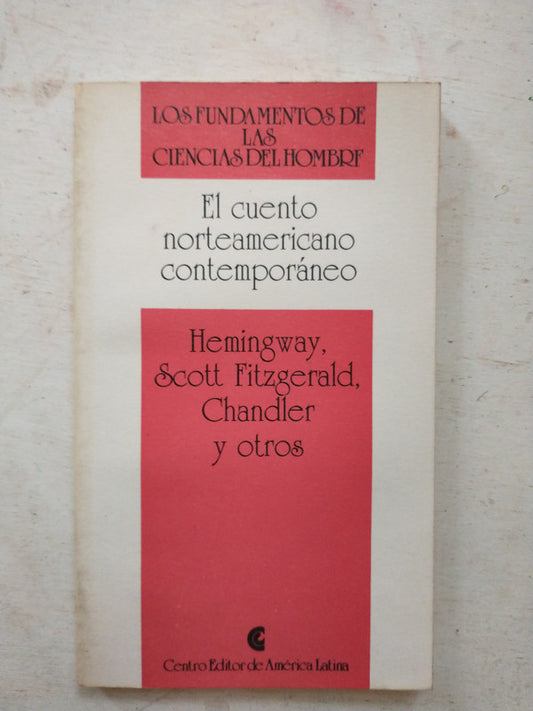 LOS FUNDAMENTOS DE
LAS
CIENCIAS DEL HOMBRE
El cuento
norteamericano
contemporáneo
Hemingway,
Scott Fitzgerald,
Chandler
y otros
Centro Editor de América Latina